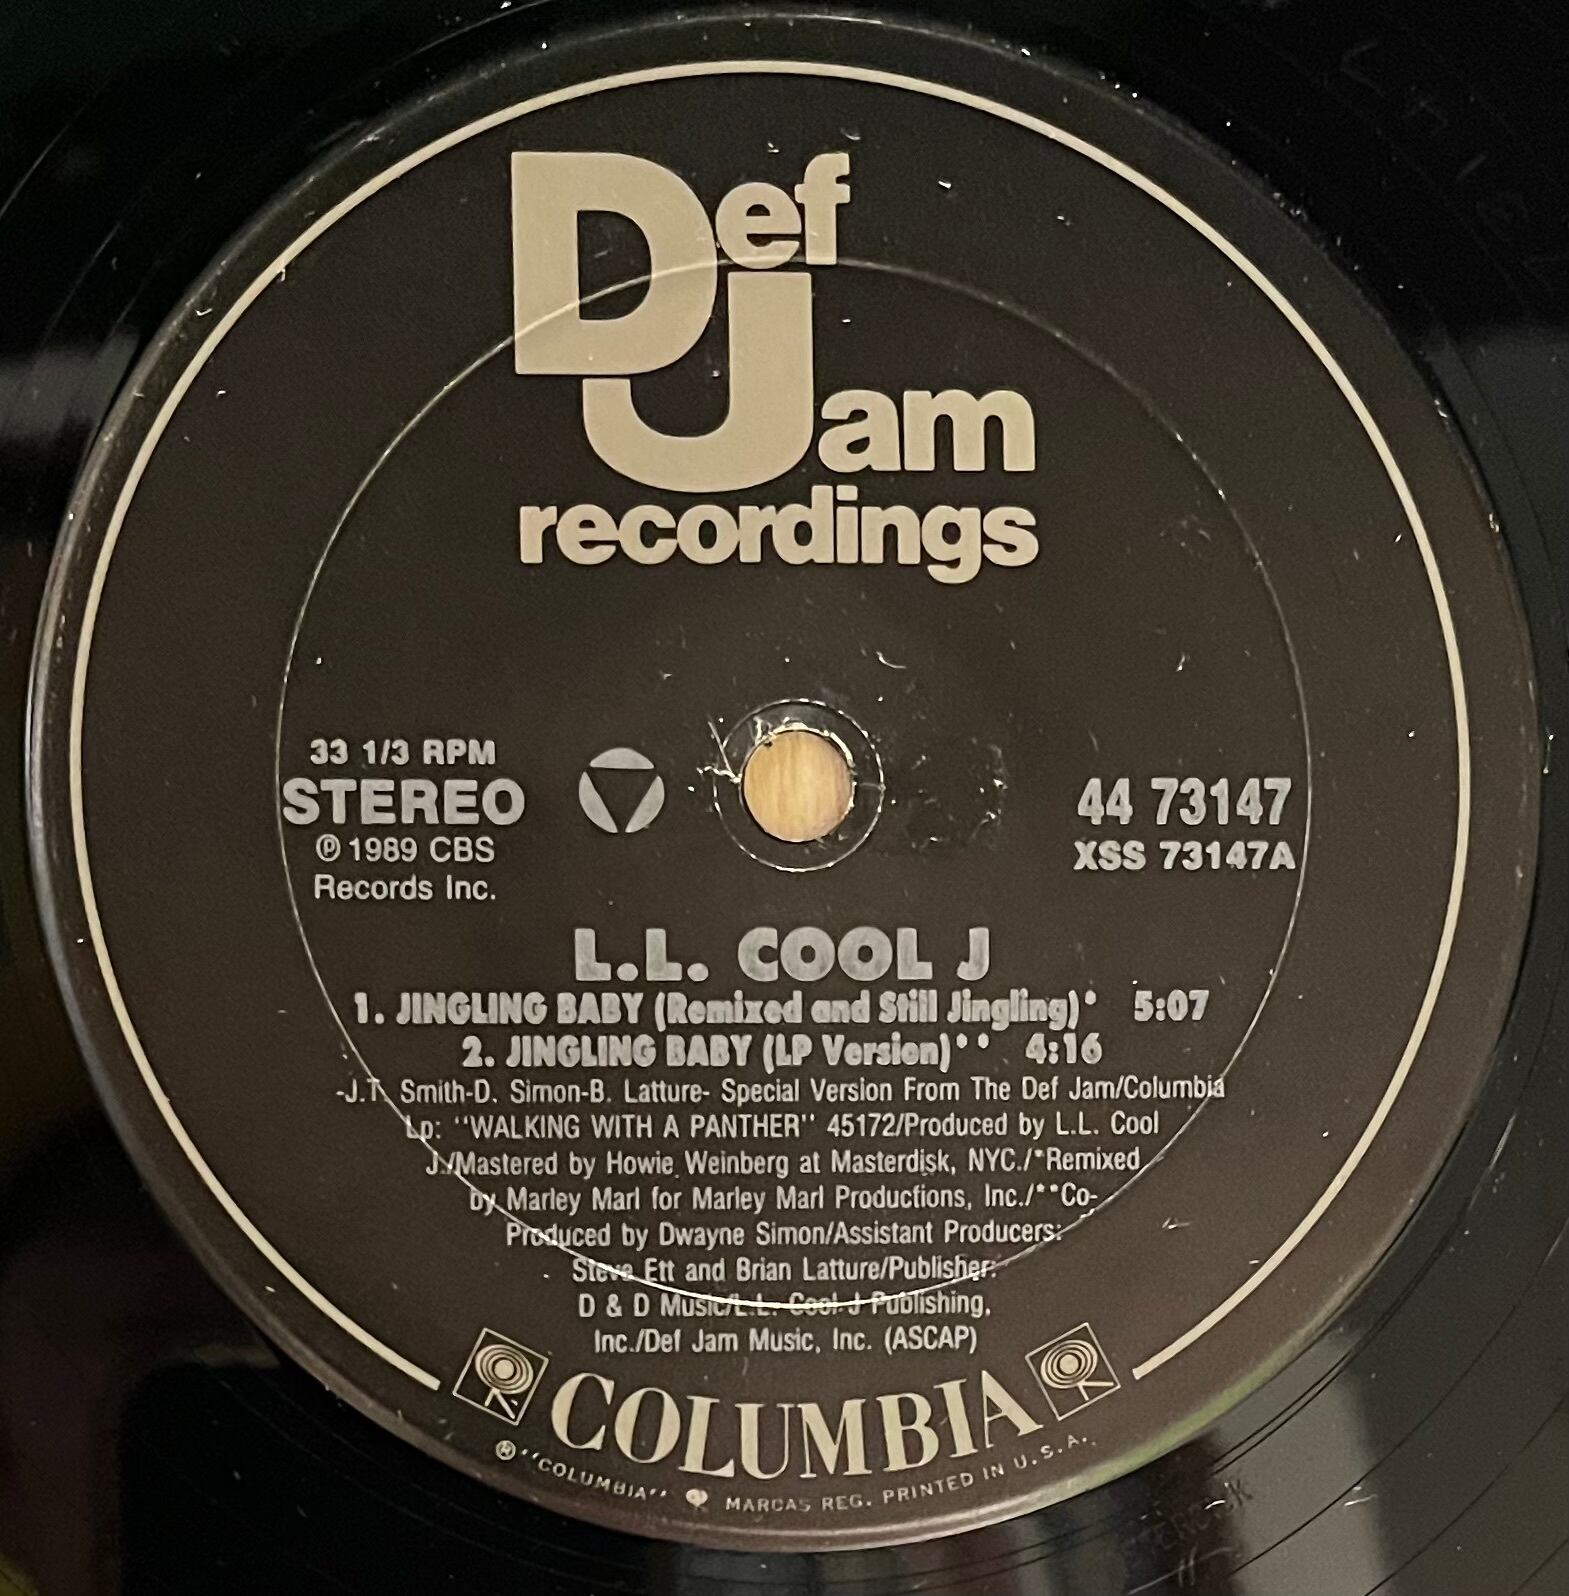 Def
Jam
recordings
33 1/3 RPM
STEREO
℗ 1989 CBS
Records Inc.
44 73147
XSS 73147A
L.L. COOL J
1. JINGLING BABY (Remixed and Still Jingling)* 5:07
2. JINGLING BABY (LP Version)** 4:16
-J.T. Smith-D. Simon-B. Latture- Special Version From The Def Jam/Columbia
Lp: "WALKING WITH A PANTHER" 45172/Produced by L.L. Cool
J./Mastered by Howie Weinberg at Masterdisk, NYC./*Remixed
by Marley Marl for Marley Marl Productions, Inc./**Co-
Produced by Dwayne Simon/Assistant Producers:
Steve Ett and Brian Latture/Publisher:
D & D Music/L.L. Cool J Publishing,
Inc./Def Jam Music, Inc. (ASCAP)
COLUMBIA
® "COLUMBIA" MARCAS REG. PRINTED IN U.S.A.